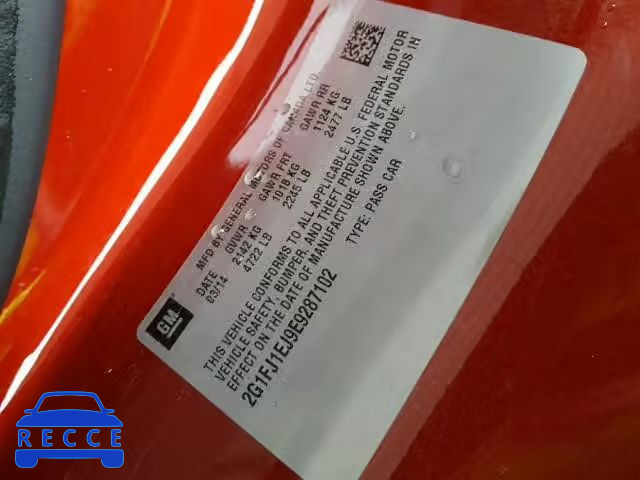 MFD BY GENERAL MOTORS OF CANADA LTD.
DATE GVWR GAWR FRT GAWR RR
03/14 2142 KG 1018 KG 1124 KG
4722 LB 2245 LB 2477 LB
THIS VEHICLE CONFORMS TO ALL APPLICABLE U.S. FEDERAL MOTOR
VEHICLE SAFETY, BUMPER, AND THEFT PREVENTION STANDARDS IN
EFFECT ON THE DATE OF MANUFACTURE SHOWN ABOVE.
2G1FJ1EJ9E9287102 TYPE: PASS CAR
GM
RECCE